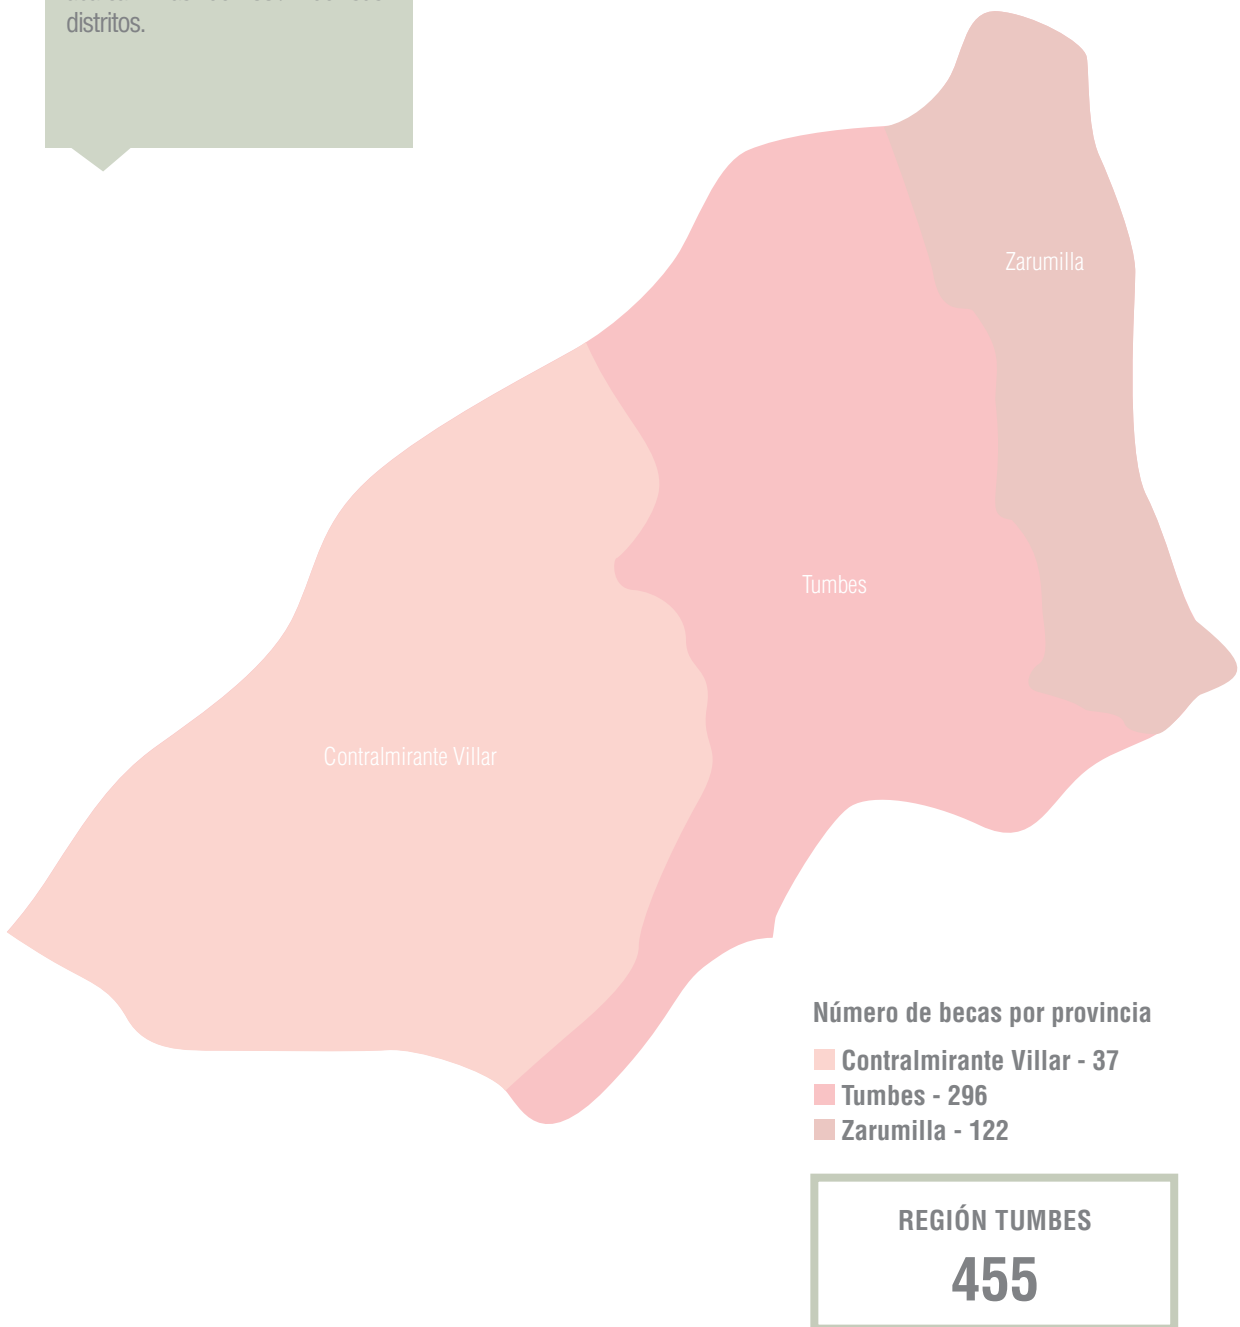 distritos.
Zarumilla
Tumbes
Contralmirante Villar
Número de becas por provincia
Contralmirante Villar - 37
Tumbes - 296
Zarumilla - 122
REGIÓN TUMBES
455